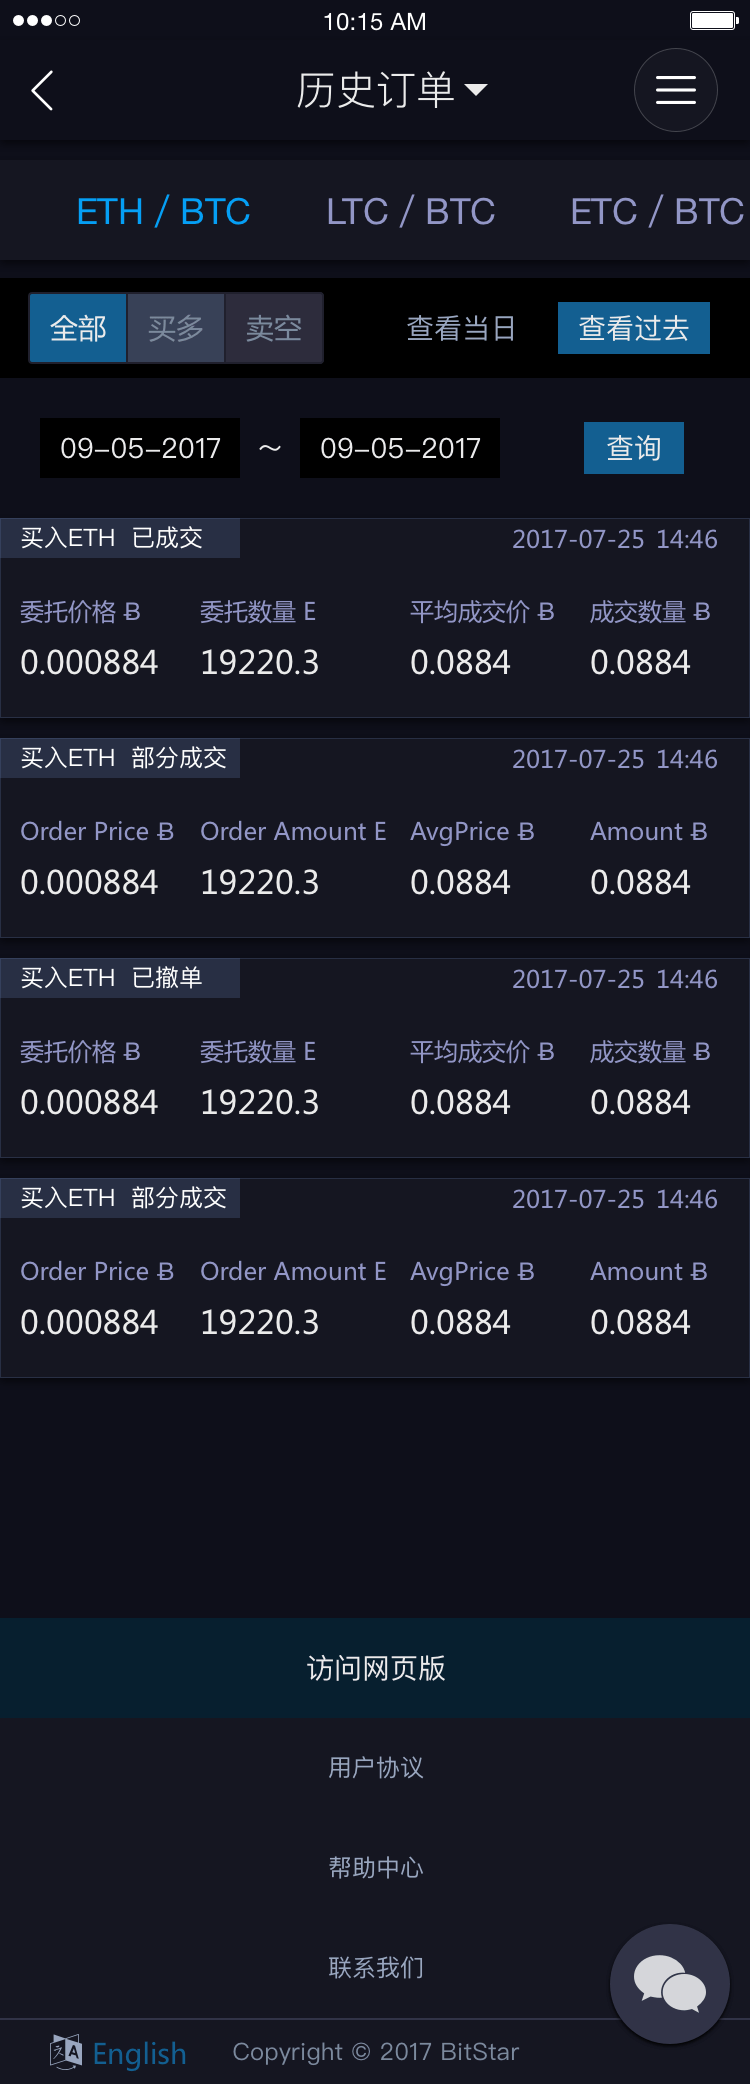 10:15 AM
历史订单
ETH / BTC LTC / BTC ETC / BTC
全部 买多 卖空 查看当日 查看过去
09-05-2017 ~ 09-05-2017 查询
买入ETH 已成交 2017-07-25 14:46
委托价格 Ƀ 委托数量 E 平均成交价 Ƀ 成交数量 Ƀ
0.000884 19220.3 0.0884 0.0884
买入ETH 部分成交 2017-07-25 14:46
Order Price Ƀ Order Amount E AvgPrice Ƀ Amount Ƀ
0.000884 19220.3 0.0884 0.0884
买入ETH 已撤单 2017-07-25 14:46
委托价格 Ƀ 委托数量 E 平均成交价 Ƀ 成交数量 Ƀ
0.000884 19220.3 0.0884 0.0884
买入ETH 部分成交 2017-07-25 14:46
Order Price Ƀ Order Amount E AvgPrice Ƀ Amount Ƀ
0.000884 19220.3 0.0884 0.0884
访问网页版
用户协议
帮助中心
联系我们
English Copyright © 2017 BitStar